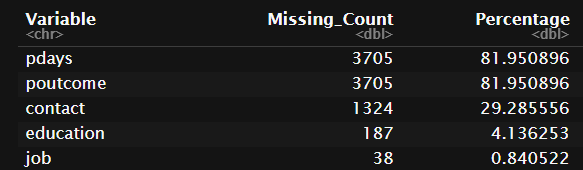 Variable Missing_Count Percentage
<chr> <dbl> <dbl>
pdays 3705 81.950896
poutcome 3705 81.950896
contact 1324 29.285556
education 187 4.136253
job 38 0.840522